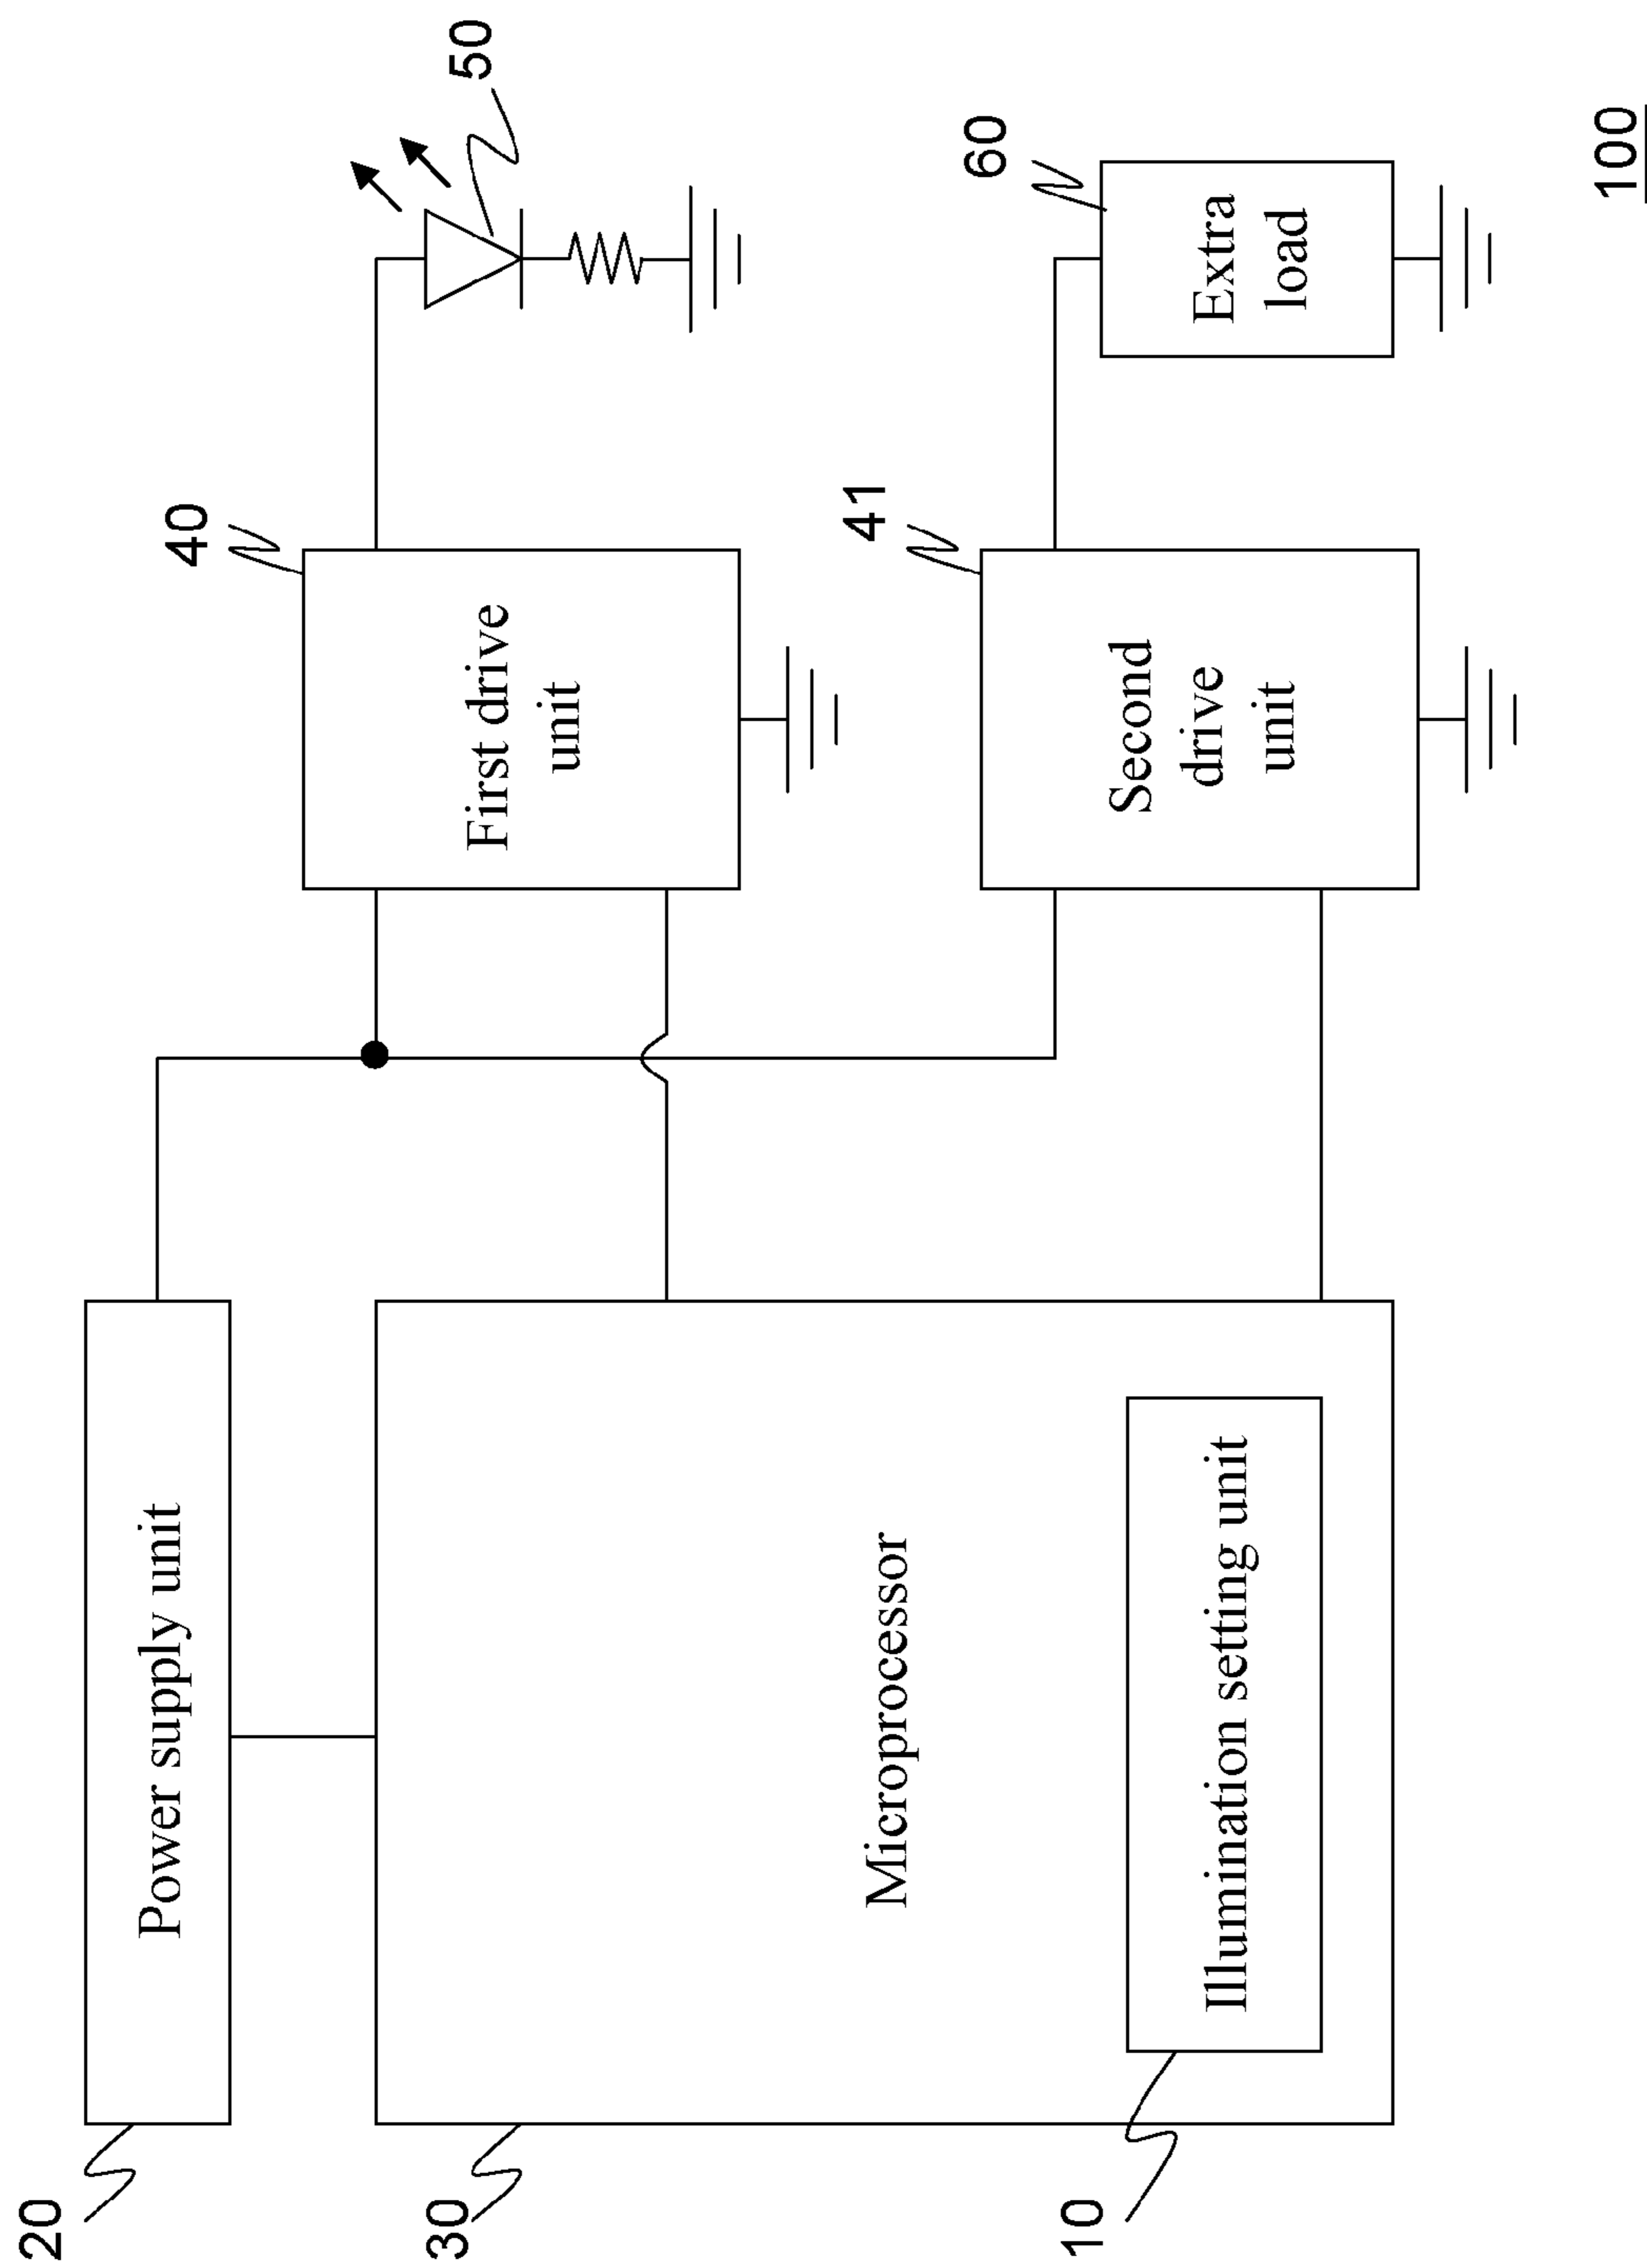 20
Power supply unit
30
Microprocessor
10
Illumination setting unit
40
First drive
unit
41
Second
drive
unit
50
60
Extra
load
100